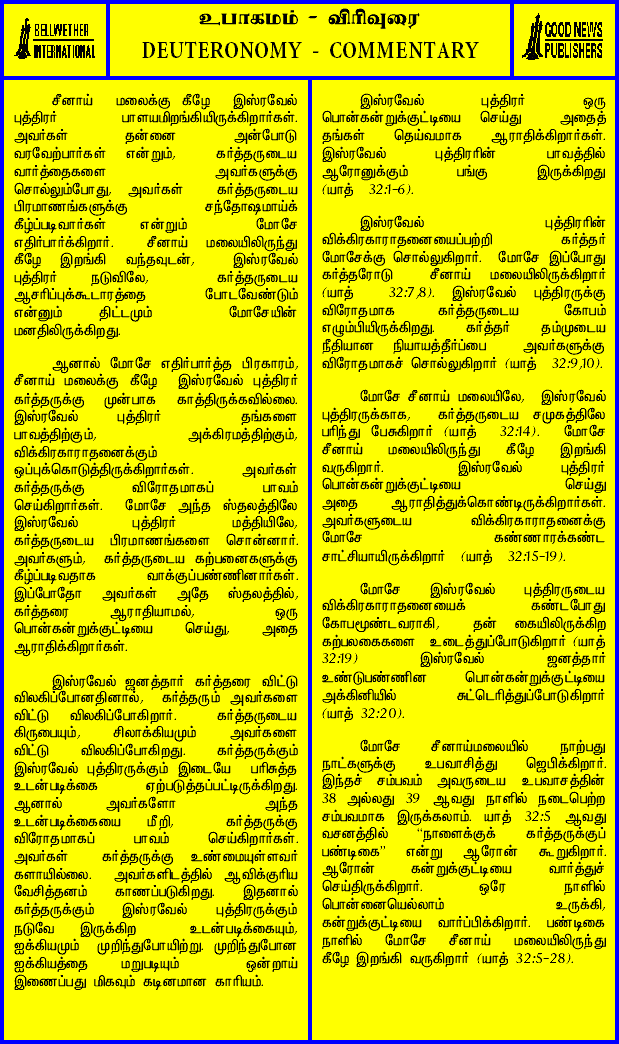 BELLWETHER
INTERNATIONAL
உபாகமம் - விரிவுரை
DEUTERONOMY - COMMENTARY
GOOD NEWS
PUBLISHERS
சீனாய் மலைக்கு கீழே இஸ்ரவேல்
புத்திரர் பாளயமிறங்கியிருக்கிறார்கள்.
அவர்கள் தன்னை அன்போடு
வரவேற்பார்கள் என்றும், கர்த்தருடைய
வார்த்தைகளை அவர்களுக்கு
சொல்லும்போது, அவர்கள் கர்த்தருடைய
பிரமாணங்களுக்கு சந்தோஷமாய்க்
கீழ்ப்படிவார்கள் என்றும் மோசே
எதிர்பார்க்கிறார். சீனாய் மலையிலிருந்து
கீழே இறங்கி வந்தவுடன், இஸ்ரவேல்
புத்திரர் நடுவிலே, கர்த்தருடைய
ஆசரிப்புக்கூடாரத்தை போடவேண்டும்
என்னும் திட்டமும் மோசேயின்
மனதிலிருக்கிறது.
ஆனால் மோசே எதிர்பார்த்த பிரகாரம்,
சீனாய் மலைக்கு கீழே இஸ்ரவேல் புத்திரர்
கர்த்தருக்கு முன்பாக காத்திருக்கவில்லை.
இஸ்ரவேல் புத்திரர் தங்களை
பாவத்திற்கும், அக்கிரமத்திற்கும்,
விக்கிரகாராதனைக்கும்
ஒப்புக்கொடுத்திருக்கிறார்கள். அவர்கள்
கர்த்தருக்கு விரோதமாகப் பாவம்
செய்கிறார்கள். மோசே அந்த ஸ்தலத்திலே
இஸ்ரவேல் புத்திரர் மத்தியிலே,
கர்த்தருடைய பிரமாணங்களை சொன்னார்.
அவர்களும், கர்த்தருடைய கற்பனைகளுக்கு
கீழ்ப்படிவதாக வாக்குப்பண்ணினார்கள்.
இப்போதோ அவர்கள் அதே ஸ்தலத்தில்,
கர்த்தரை ஆராதியாமல், ஒரு
பொன்கன்றுக்குட்டியை செய்து, அதை
ஆராதிக்கிறார்கள்.
இஸ்ரவேல் ஜனத்தார் கர்த்தரை விட்டு
விலகிப்போனதினால், கர்த்தரும் அவர்களை
விட்டு விலகிப்போகிறார். கர்த்தருடைய
கிருபையும், சிலாக்கியமும் அவர்களை
விட்டு விலகிப்போகிறது. கர்த்தருக்கும்
இஸ்ரவேல் புத்திரருக்கும் இடையே பரிசுத்த
உடன்படிக்கை ஏற்படுத்தப்பட்டிருக்கிறது.
ஆனால் அவர்களோ அந்த
உடன்படிக்கையை மீறி, கர்த்தருக்கு
விரோதமாகப் பாவம் செய்கிறார்கள்.
அவர்கள் கர்த்தருக்கு உண்மையுள்ளவர்
களாயில்லை. அவர்களிடத்தில் ஆவிக்குரிய
வேசித்தனம் காணப்படுகிறது. இதனால்
கர்த்தருக்கும் இஸ்ரவேல் புத்திரருக்கும்
நடுவே இருக்கிற உடன்படிக்கையும்,
ஐக்கியமும் முறிந்துபோயிற்று. முறிந்துபோன
ஐக்கியத்தை மறுபடியும் ஒன்றாய்
இணைப்பது மிகவும் கடினமான காரியம்.
இஸ்ரவேல் புத்திரர் ஒரு
பொன்கன்றுக்குட்டியை செய்து அதைத்
தங்கள் தெய்வமாக ஆராதிக்கிறார்கள்.
இஸ்ரவேல் புத்திரரின் பாவத்தில்
ஆரோனுக்கும் பங்கு இருக்கிறது
(யாத் 32:1-6).
இஸ்ரவேல் புத்திரரின்
விக்கிரகாராதனையைப்பற்றி கர்த்தர்
மோசேக்கு சொல்லுகிறார். மோசே இப்போது
கர்த்தரோடு சீனாய் மலையிலிருக்கிறார்
(யாத் 32:7,8). இஸ்ரவேல் புத்திரருக்கு
விரோதமாக கர்த்தருடைய கோபம்
எழும்பியிருக்கிறது. கர்த்தர் தம்முடைய
நீதியான நியாயத்தீர்ப்பை அவர்களுக்கு
விரோதமாகச் சொல்லுகிறார் (யாத் 32:9,10).
மோசே சீனாய் மலையிலே, இஸ்ரவேல்
புத்திரருக்காக, கர்த்தருடைய சமுகத்திலே
பரிந்து பேசுகிறார் (யாத் 32:14). மோசே
சீனாய் மலையிலிருந்து கீழே இறங்கி
வருகிறார். இஸ்ரவேல் புத்திரர்
பொன்கன்றுக்குட்டியை செய்து
அதை ஆராதித்துக்கொண்டிருக்கிறார்கள்.
அவர்களுடைய விக்கிரகாராதனைக்கு
மோசே கண்ணாரக்கண்ட
சாட்சியாயிருக்கிறார் (யாத் 32:15-19).
மோசே இஸ்ரவேல் புத்திரருடைய
விக்கிரகாராதனையைக் கண்டபோது
கோபமூண்டவராகி, தன் கையிலிருக்கிற
கற்பலகைகளை உடைத்துப்போடுகிறார் (யாத்
32:19) இஸ்ரவேல் ஜனத்தார்
உண்டுபண்ணின பொன்கன்றுக்குட்டியை
அக்கினியில் சுட்டெரித்துப்போடுகிறார்
(யாத் 32:20).
மோசே சீனாய்மலையில் நாற்பது
நாட்களுக்கு உபவாசித்து ஜெபிக்கிறார்.
இந்தச் சம்பவம் அவருடைய உபவாசத்தின்
38 அல்லது 39 ஆவது நாளில் நடைபெற்ற
சம்பவமாக இருக்கலாம். யாத் 32:5 ஆவது
வசனத்தில் "நாளைக்குக் கர்த்தருக்குப்
பண்டிகை" என்று ஆரோன் கூறுகிறார்.
ஆரோன் கன்றுக்குட்டியை வார்த்துச்
செய்திருக்கிறார். ஒரே நாளில்
பொன்னையெல்லாம் உருக்கி,
கன்றுக்குட்டியை வார்ப்பிக்கிறார். பண்டிகை
நாளில் மோசே சீனாய் மலையிலிருந்து
கீழே இறங்கி வருகிறார் (யாத் 32:5-28).